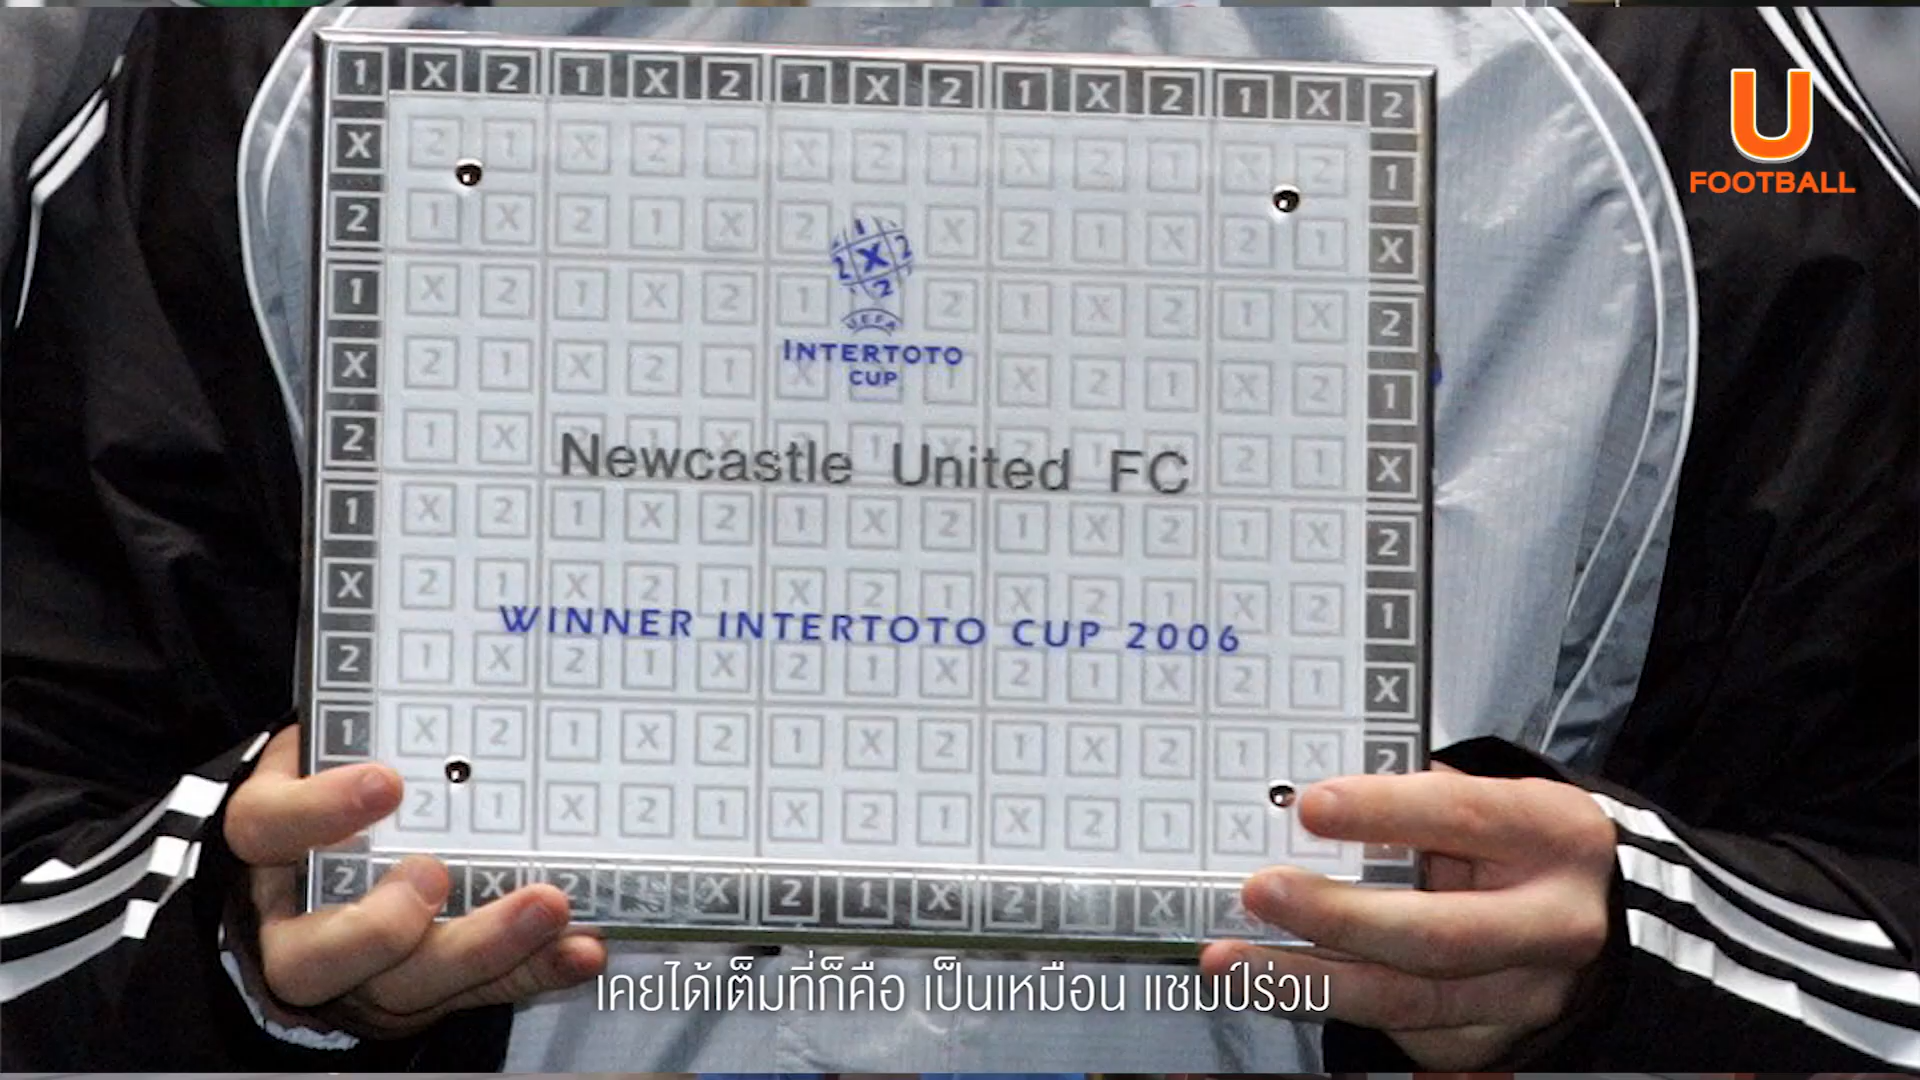 U
FOOTBALL
UEFA
INTERTOTO
CUP
Newcastle United FC
WINNER INTERTOTO CUP 2006
เคยได้เต็มที่ก็คือ เป็นเหมือน แชมป์ร่วม